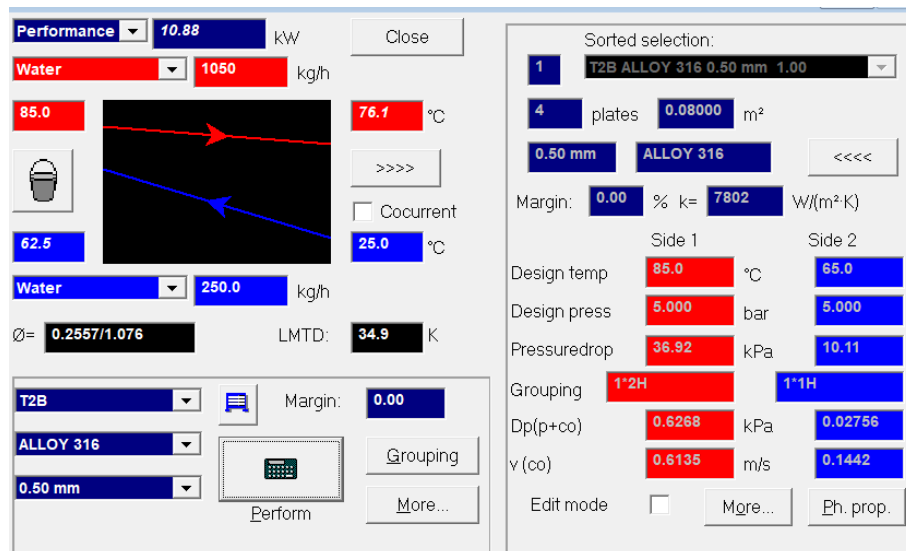 Performance 10.88 kW Close
Water 1050 kg/h
85.0 76.1 °C
>>>>
Cocurrent
62.5 25.0 °C
Water 250.0 kg/h
Ø= 0.2557/1.076 LMTD: 34.9 K
T2B Margin: 0.00
ALLOY 316
Grouping
0.50 mm
Perform More...
Sorted selection:
1 T2B ALLOY 316 0.50 mm 1.00
4 plates 0.08000 m²
0.50 mm ALLOY 316 <<<<
Margin: 0.00 % k= 7802 W/(m²·K)
Side 1 Side 2
Design temp 85.0 °C 65.0
Design press 5.000 bar 5.000
Pressuredrop 36.92 kPa 10.11
Grouping 1*2H 1*1H
Dp(p+co) 0.6268 kPa 0.02756
v (co) 0.6135 m/s 0.1442
Edit mode More... Ph. prop.